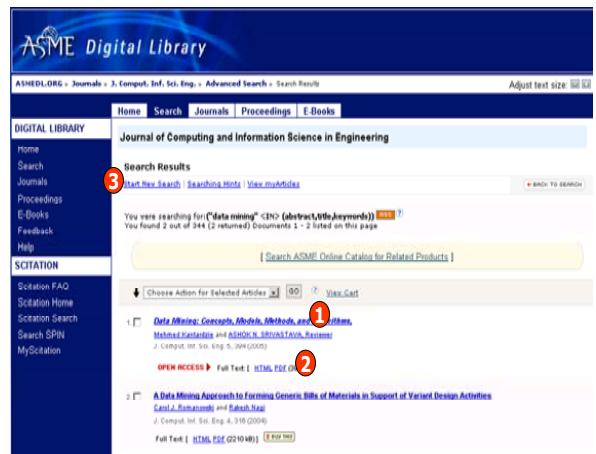 ASME Digital Library
ASMEDL.ORG » Journals » J. Comput. Inf. Sci. Eng. » Advanced Search » Search Results Adjust text size:
Home Search Journals Proceedings E-Books
DIGITAL LIBRARY
Home
Search
Journals
Proceedings
E-Books
Feedback
Help
SCITATION
Scitation FAQ
Scitation Home
Scitation Search
Search SPIN
MyScitation
Journal of Computing and Information Science in Engineering
Search Results
3 Start New Search | Searching Hints | View myArticles BACK TO SEARCH
You were searching for:("data mining" <IN> (abstract,title,keywords)) RSS ?
You found 2 out of 344 (2 returned) Documents 1 - 2 listed on this page
[ Search ASME Online Catalog for Related Products ]
Choose Action for Selected Articles GO ? View Cart
1
1. Data Mining: Concepts, Models, Methods, and
Mehmed Kantardzic and ASHOK N. SRIVASTAVA, Reviewer
J. Comput. Inf. Sci. Eng. 5, 394 (2005)
OPEN ACCESS Full Text: [ HTML PDF 2
2. A Data Mining Approach to Forming Generic Bills of Materials in Support of Variant Design Activities
Carol J. Romanowski and Rakesh Nagi
J. Comput. Inf. Sci. Eng. 4, 316 (2004)
Full Text: [ HTML PDF (2210 kB) ] BUY THIS